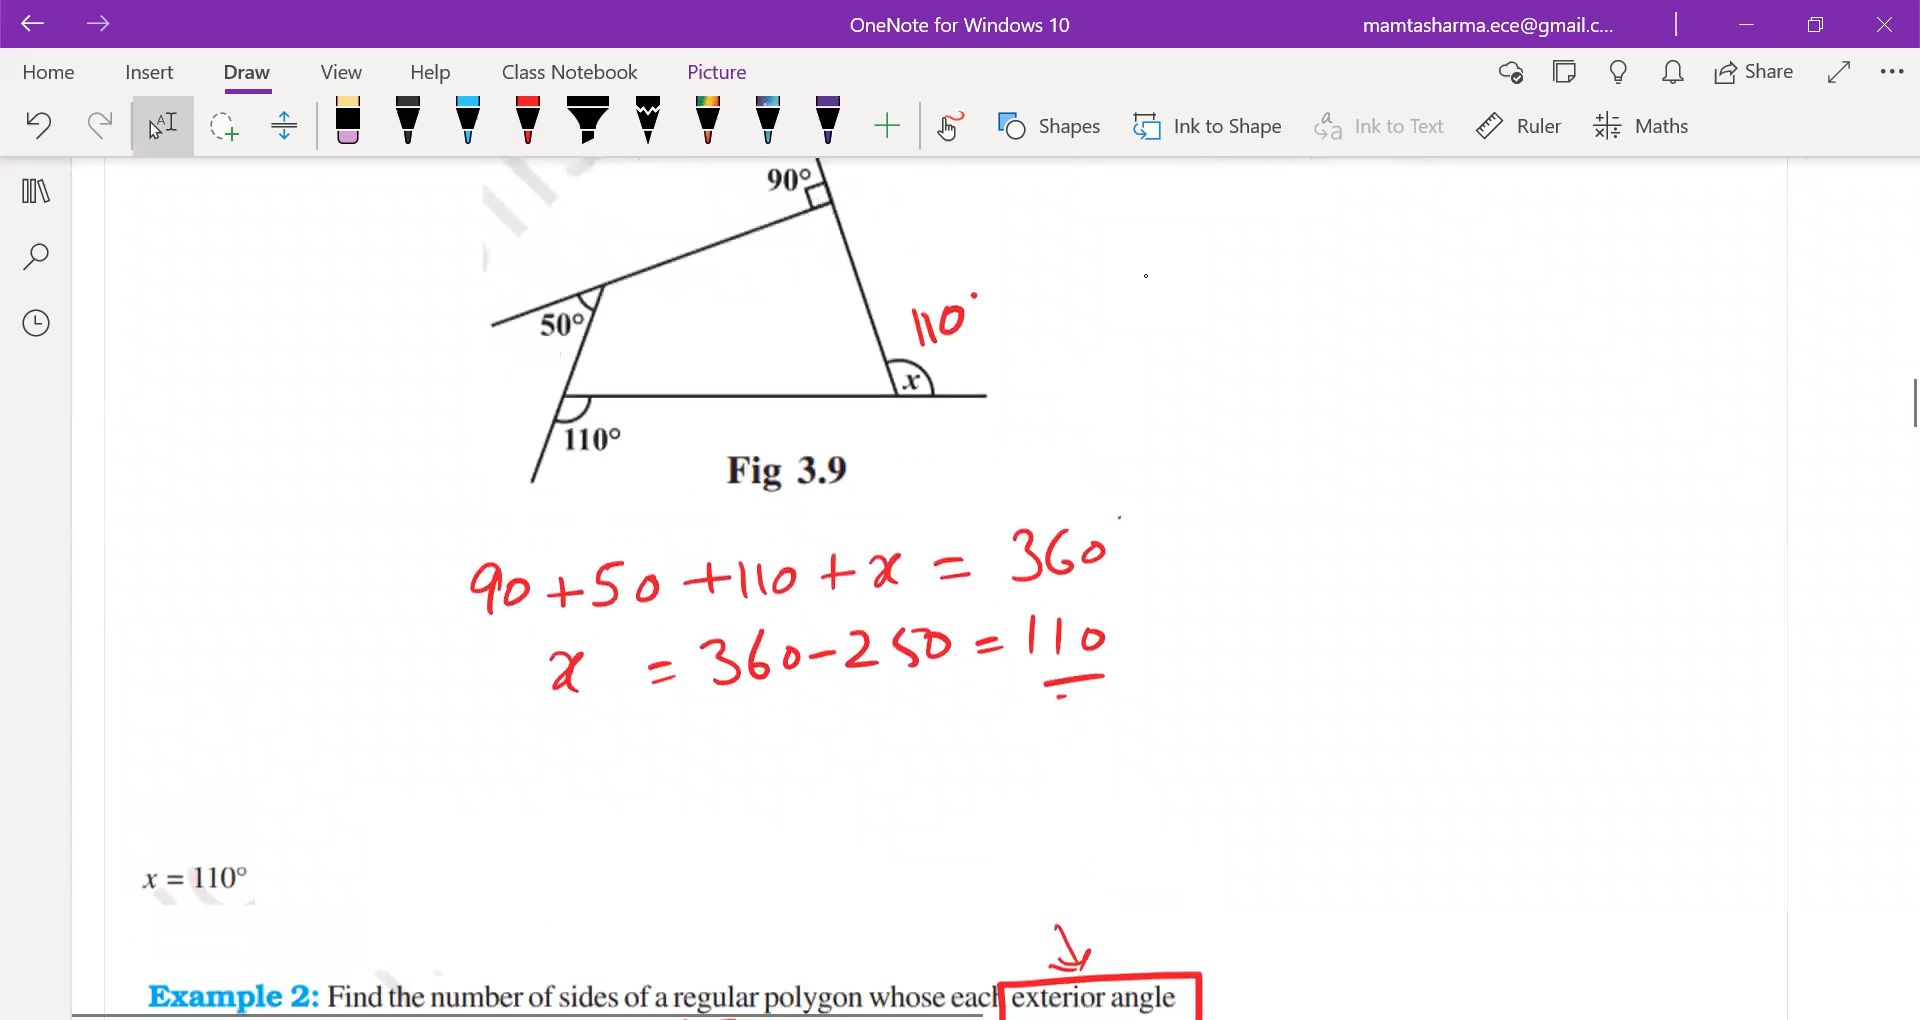 OneNote for Windows 10
mamtasharma.ece@gmail.c...
Home Insert Draw View Help Class Notebook Picture
Share
Shapes Ink to Shape Ink to Text Ruler Maths
90°
50°
110°
x
110°
Fig 3.9
90+50+110+x = 360°
x = 360-250=110
x = 110°
Example 2: Find the number of sides of a regular polygon whose each exterior angle